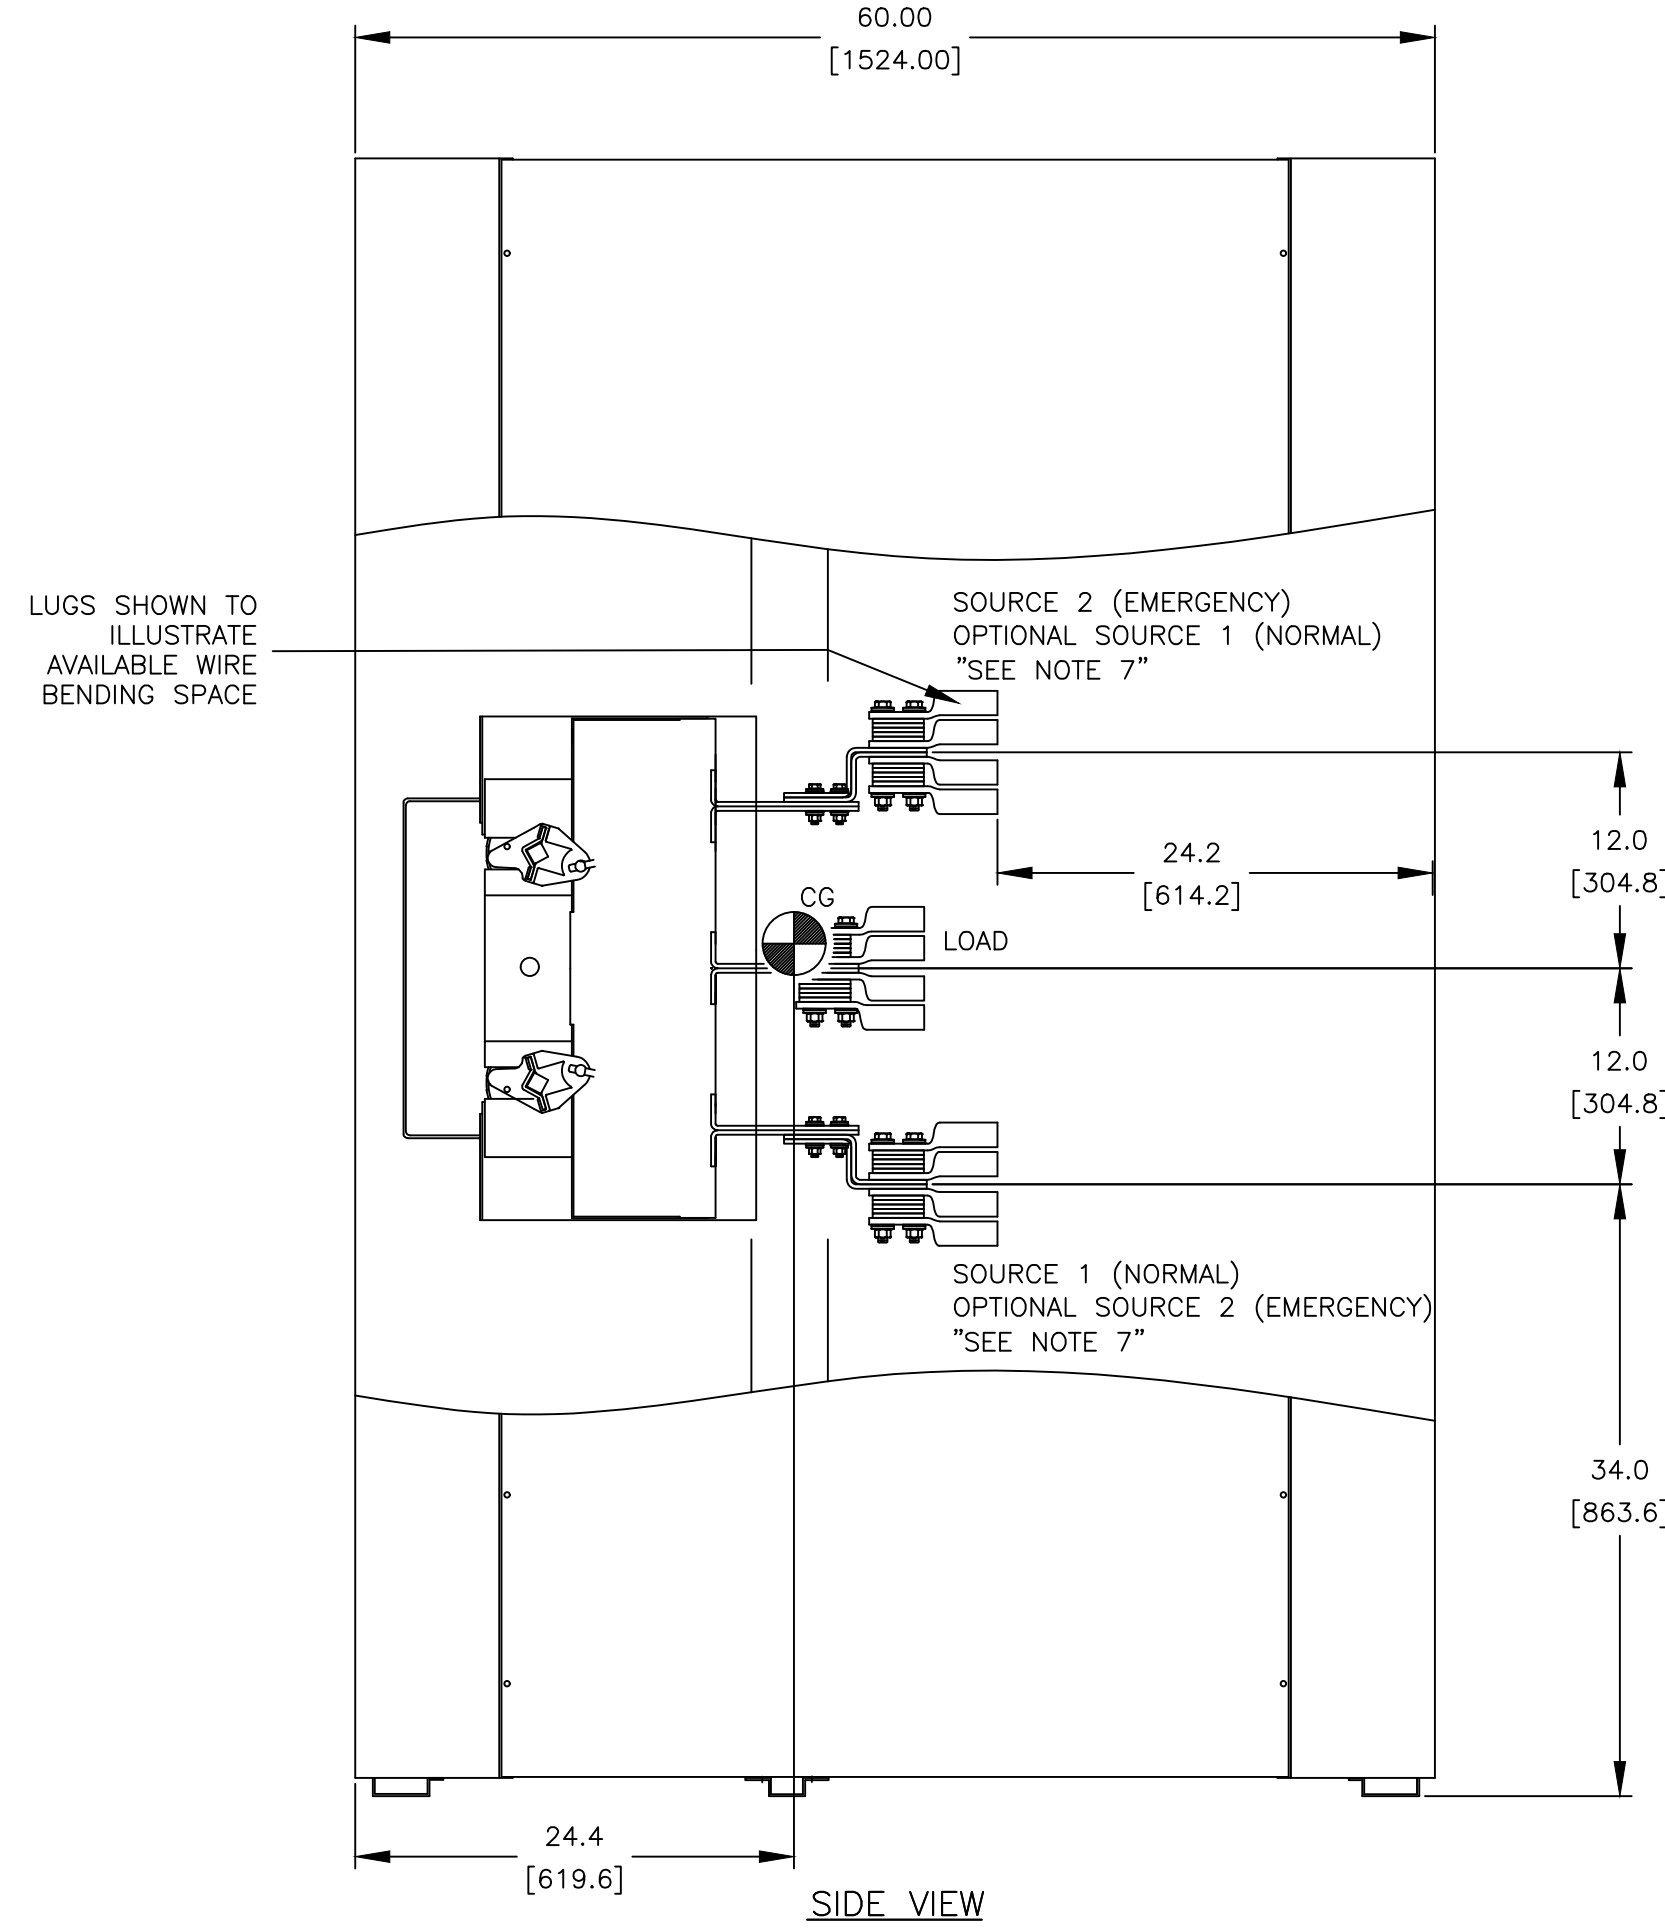 60.00
[1524.00]
LUGS SHOWN TO
ILLUSTRATE
AVAILABLE WIRE
BENDING SPACE
SOURCE 2 (EMERGENCY)
OPTIONAL SOURCE 1 (NORMAL)
"SEE NOTE 7"
12.0
[304.8]
24.2
[614.2]
CG
LOAD
12.0
[304.8]
SOURCE 1 (NORMAL)
OPTIONAL SOURCE 2 (EMERGENCY)
"SEE NOTE 7"
34.0
[863.6]
24.4
[619.6]
SIDE VIEW